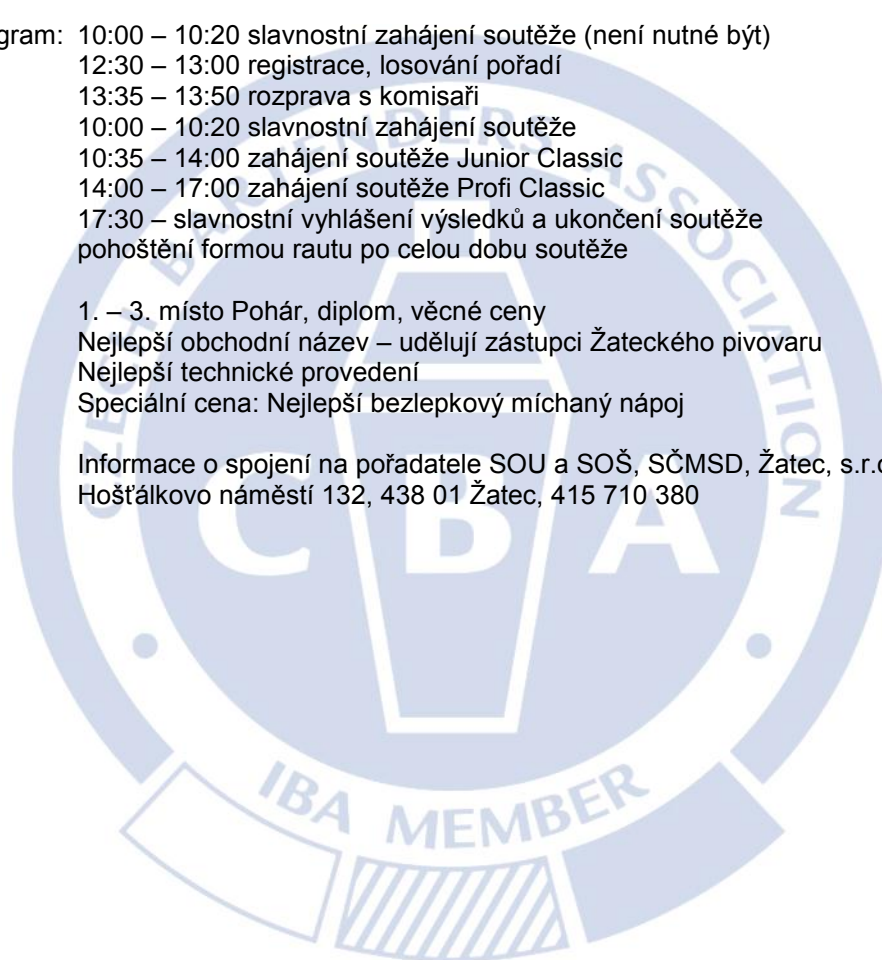 gram: 10:00 – 10:20 slavnostní zahájení soutěže (není nutné být)
12:30 – 13:00 registrace, losování pořadí
13:35 – 13:50 rozprava s komisaři
10:00 – 10:20 slavnostní zahájení soutěže
10:35 – 14:00 zahájení soutěže Junior Classic
14:00 – 17:00 zahájení soutěže Profi Classic
17:30 – slavnostní vyhlášení výsledků a ukončení soutěže
pohoštění formou rautu po celou dobu soutěže
1. – 3. místo Pohár, diplom, věcné ceny
Nejlepší obchodní název – udělují zástupci Žateckého pivovaru
Nejlepší technické provedení
Speciální cena: Nejlepší bezlepkový míchaný nápoj
Informace o spojení na pořadatele SOU a SOŠ, SČMSD, Žatec, s.r.o
Hošťálkovo náměstí 132, 438 01 Žatec, 415 710 380
CZECH BARTENDERS ASSOCIATION
CBA
IBA MEMBER